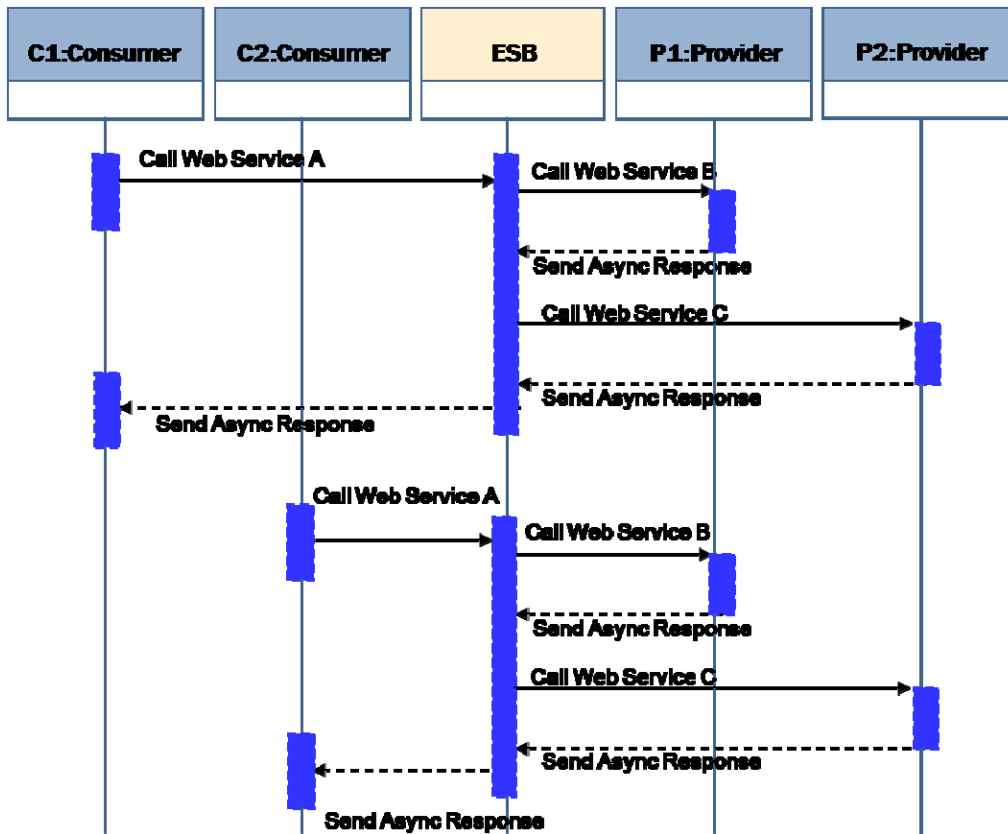 C1:Consumer
C2:Consumer
ESB
P1:Provider
P2:Provider
Call Web Service A
Call Web Service B
Send Async Response
Call Web Service C
Send Async Response
Send Async Response
Call Web Service A
Call Web Service B
Send Async Response
Call Web Service C
Send Async Response
Send Async Response